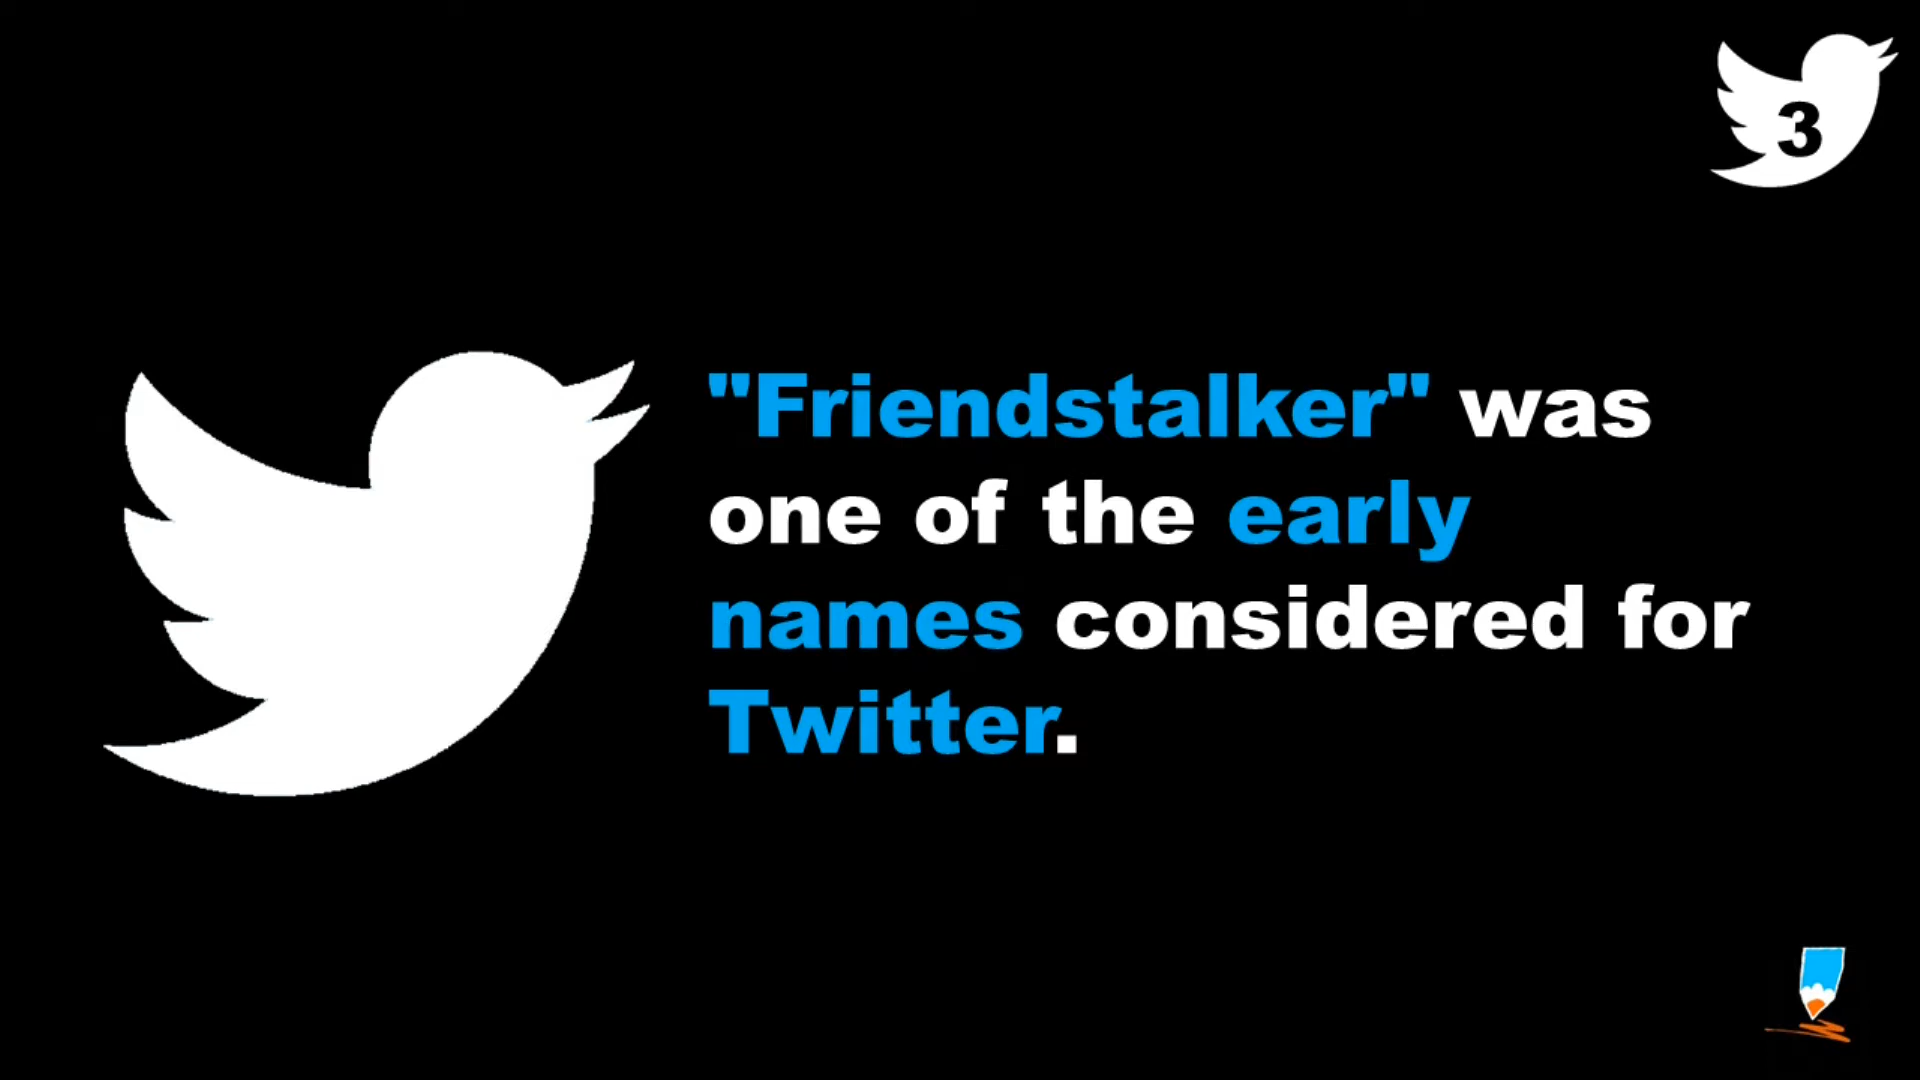 3
"Friendstalker" was
one of the early
names considered for
Twitter.